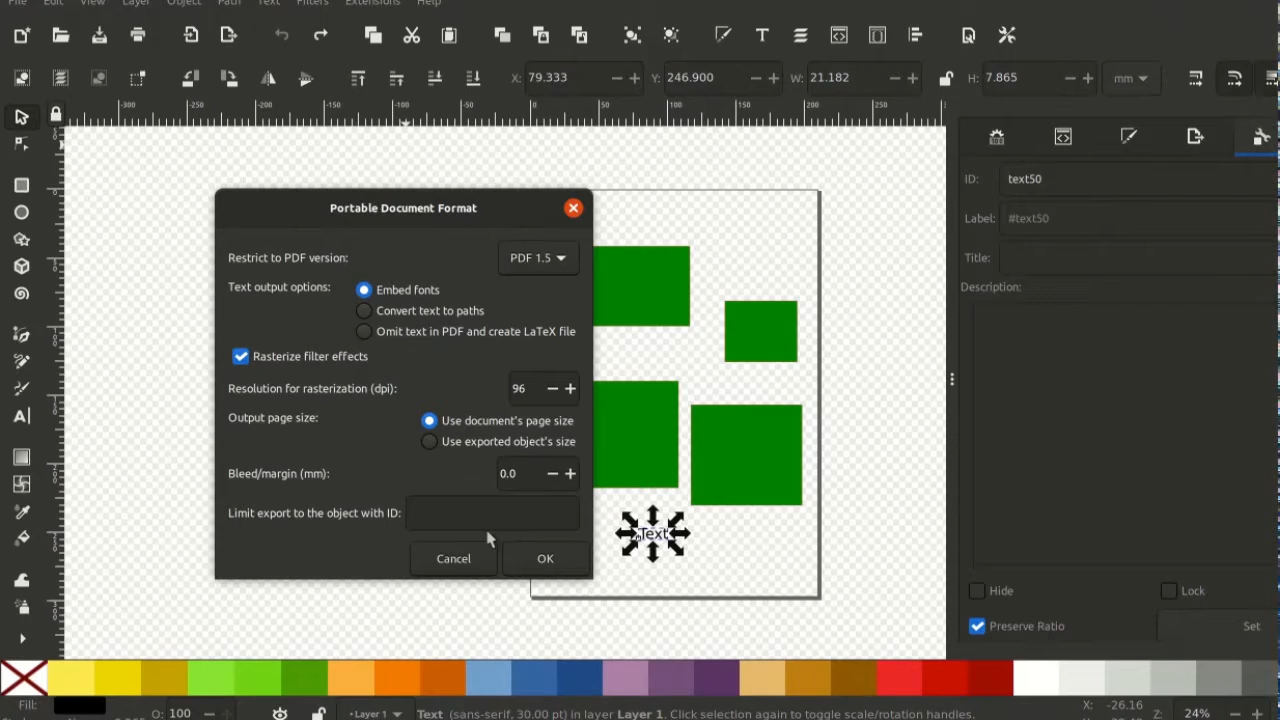 File Edit View Layer Object Path Text Filters Extensions Help
X: 79.333 Y: 246.900 W: 21.182 H: 7.865 mm
-300 -250 -200 -150 -100 -50 0 50 100 150 200 250
Portable Document Format
Restrict to PDF version: PDF 1.5
Text output options: Embed fonts
Convert text to paths
Omit text in PDF and create LaTeX file
Rasterize filter effects
Resolution for rasterization (dpi): 96
Output page size: Use document's page size
Use exported object's size
Bleed/margin (mm): 0.0
Limit export to the object with ID:
Cancel OK
Text
ID: text50
Label: #text50
Title:
Description:
Hide Lock
Preserve Ratio Set
Fill:
O: 100 Layer 1 Text (sans-serif, 30.00 pt) in layer Layer 1. Click selection again to toggle scale/rotation handles.
X: -26.16
Z: 24%